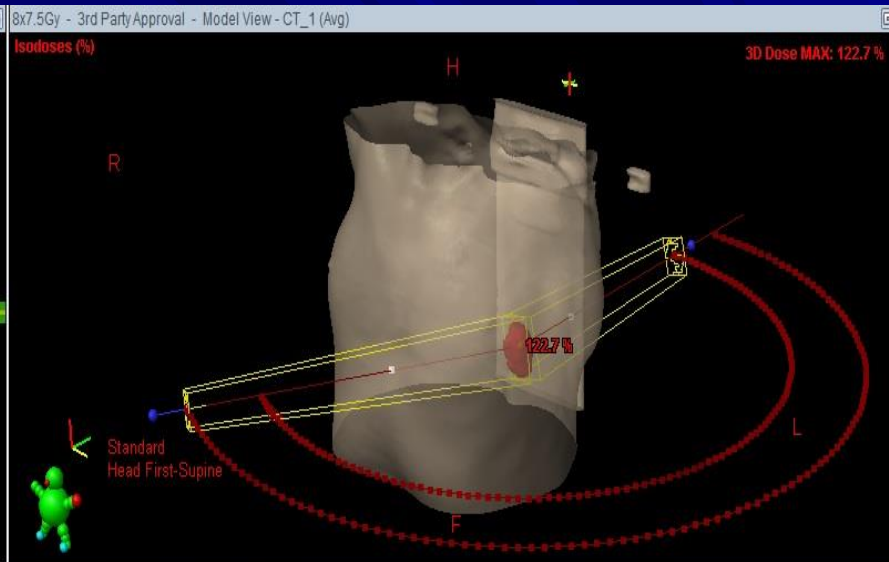 8x7.5Gy - 3rd Party Approval - Model View - CT_1 (Avg)
Isodoses (%)
3D Dose MAX: 122.7 %
H
R
122.7 %
L
Standard
Head First-Supine
F